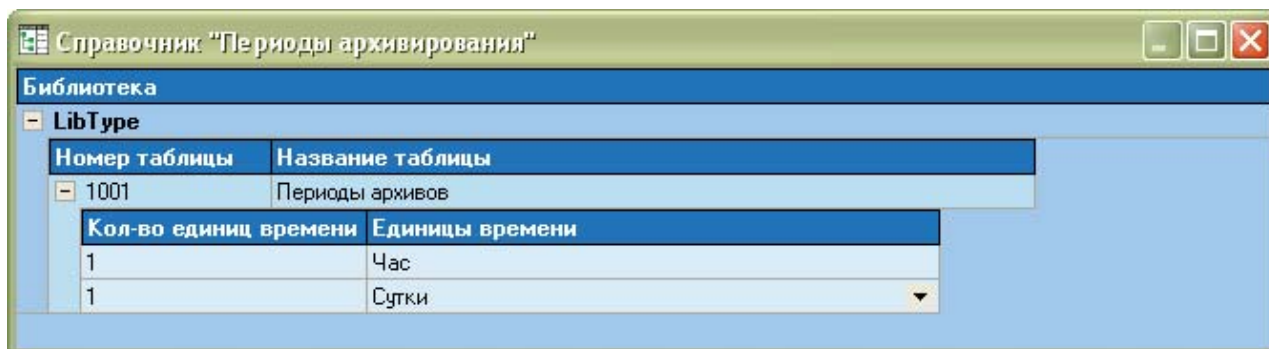 Справочник "Периоды архивирования"
Библиотека
LibType
Номер таблицы Название таблицы
1001 Периоды архивов
Кол-во единиц времени Единицы времени
1 Час
1 Сутки